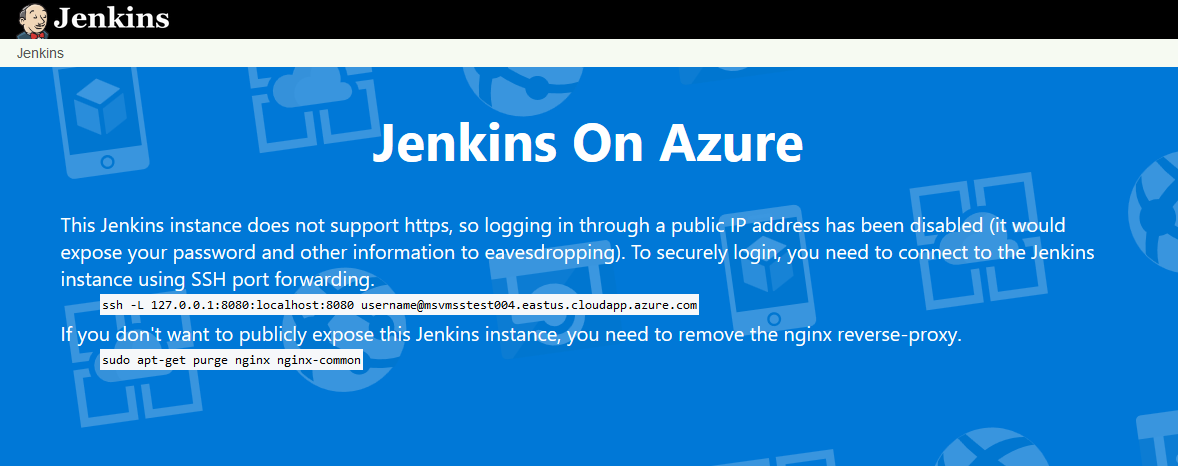 Jenkins
Jenkins
Jenkins On Azure
This Jenkins instance does not support https, so logging in through a public IP address has been disabled (it would
expose your password and other information to eavesdropping). To securely login, you need to connect to the Jenkins
instance using SSH port forwarding.
ssh -L 127.0.0.1:8080:localhost:8080 username@msvmsstest004.eastus.cloudapp.azure.com
If you don't want to publicly expose this Jenkins instance, you need to remove the nginx reverse-proxy.
sudo apt-get purge nginx nginx-common